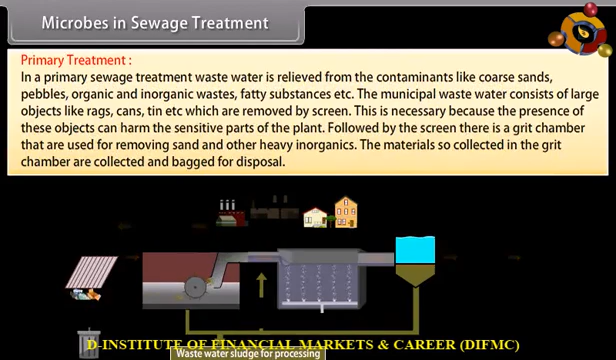 Microbes in Sewage Treatment
Primary Treatment :
In a primary sewage treatment waste water is relieved from the contaminants like coarse sands,
pebbles, organic and inorganic wastes, fatty substances etc. The municipal waste water consists of large
objects like rags, cans, tin etc which are removed by screen. This is necessary because the presence of
these objects can harm the sensitive parts of the plant. Followed by the screen there is a grit chamber
that are used for removing sand and other heavy inorganics. The materials so collected in the grit
chamber are collected and bagged for disposal.
D-INSTITUTE OF FINANCIAL MARKETS & CAREER (DIFMC)
Waste water sludge for processing